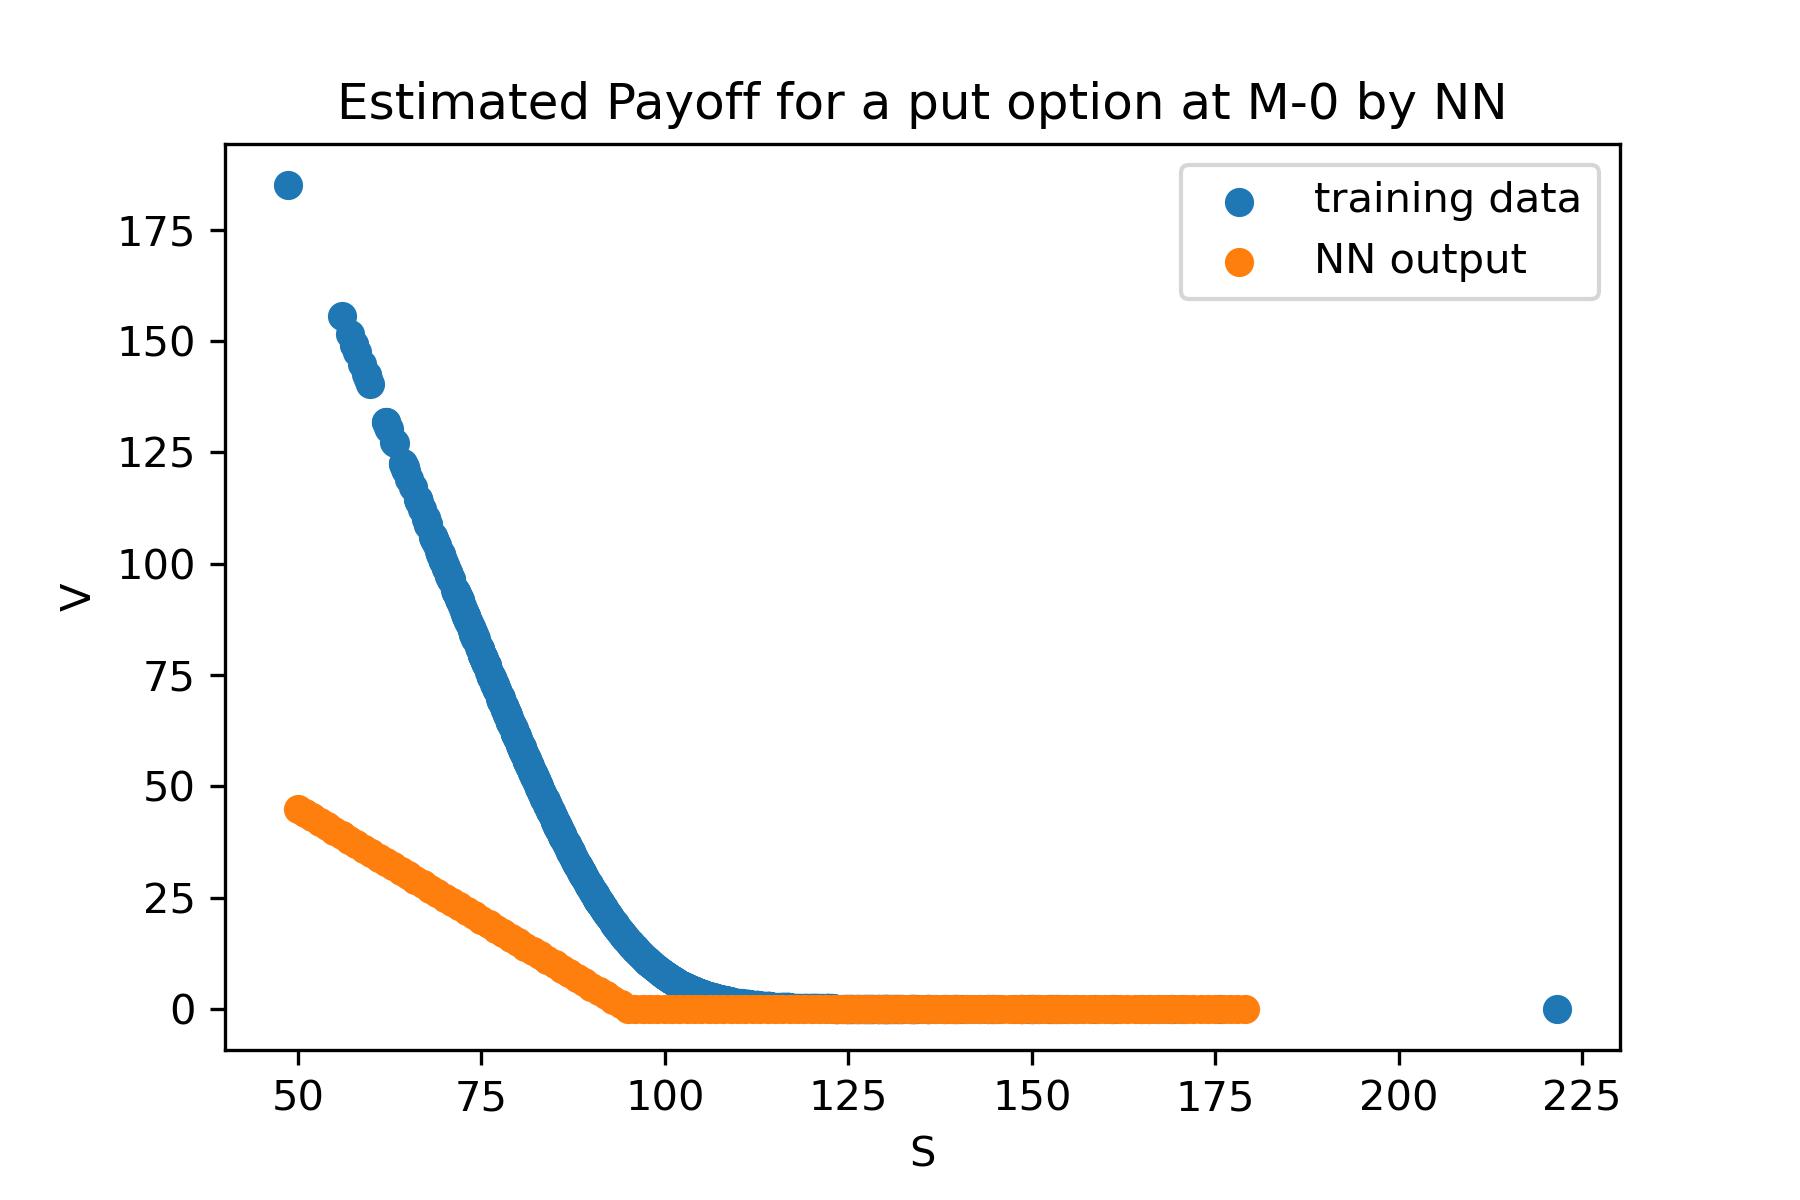 Estimated Payoff for a put option at M-0 by NN
training data
NN output
175
150
125
100
75
50
25
0
V
50 75 100 125 150 175 200 225
S